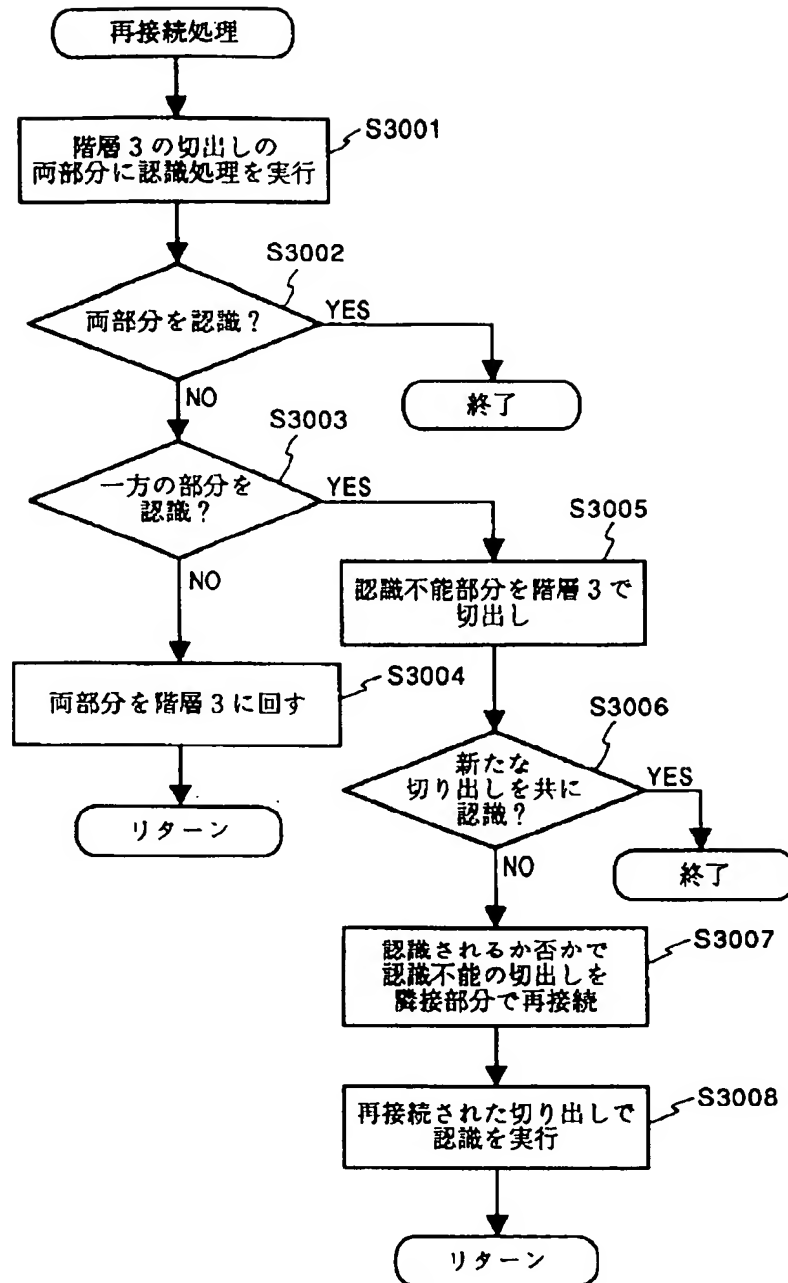 再接続処理
S3001
階層3の切出しの
両部分に認識処理を実行
S3002
両部分を認識?
YES
NO
終了
S3003
一方の部分を
認識?
YES
NO
S3005
認識不能部分を階層3で
切出し
S3004
両部分を階層3に回す
リターン
S3006
新たな
切り出しを共に
認識?
YES
NO
終了
S3007
認識されるか否かで
認識不能の切出しを
隣接部分で再接続
S3008
再接続された切り出しで
認識を実行
リターン